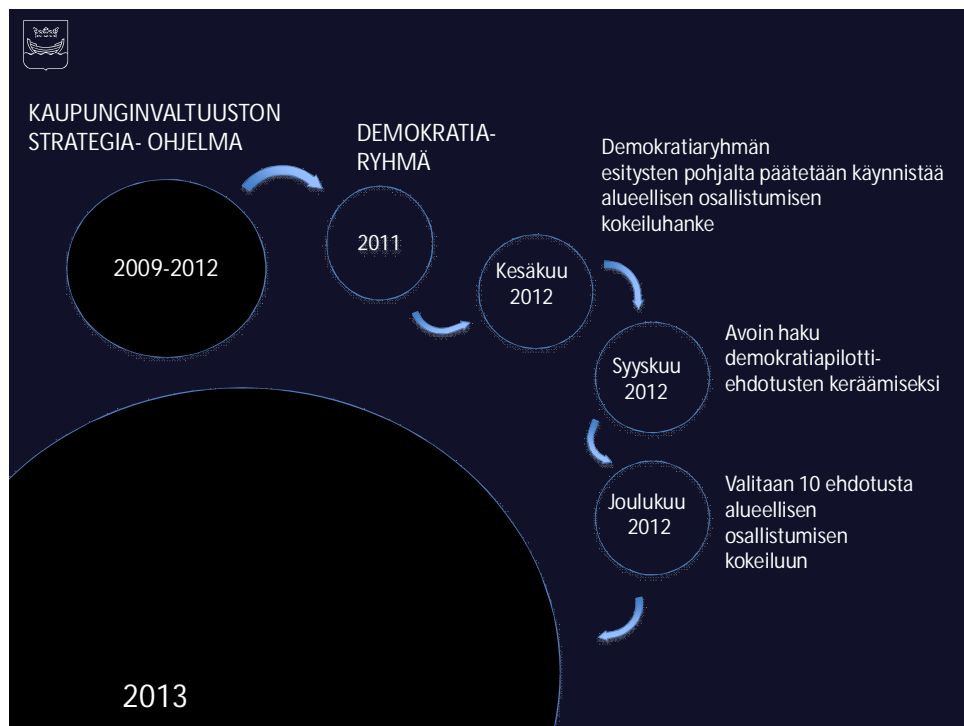 KAUPUNGINVALTUUSTON
STRATEGIA- OHJELMA
2009-2012
DEMOKRATIA-
RYHMÄ
2011
Demokratiaryhmän
esitysten pohjalta päätetään käynnistää
alueellisen osallistumisen
kokeiluhanke
Kesäkuu
2012
Syyskuu
2012
Avoin haku
demokratiapilotti-
ehdotusten keräämiseksi
Joulukuu
2012
Valitaan 10 ehdotusta
alueellisen
osallistumisen
kokeiluun
2013